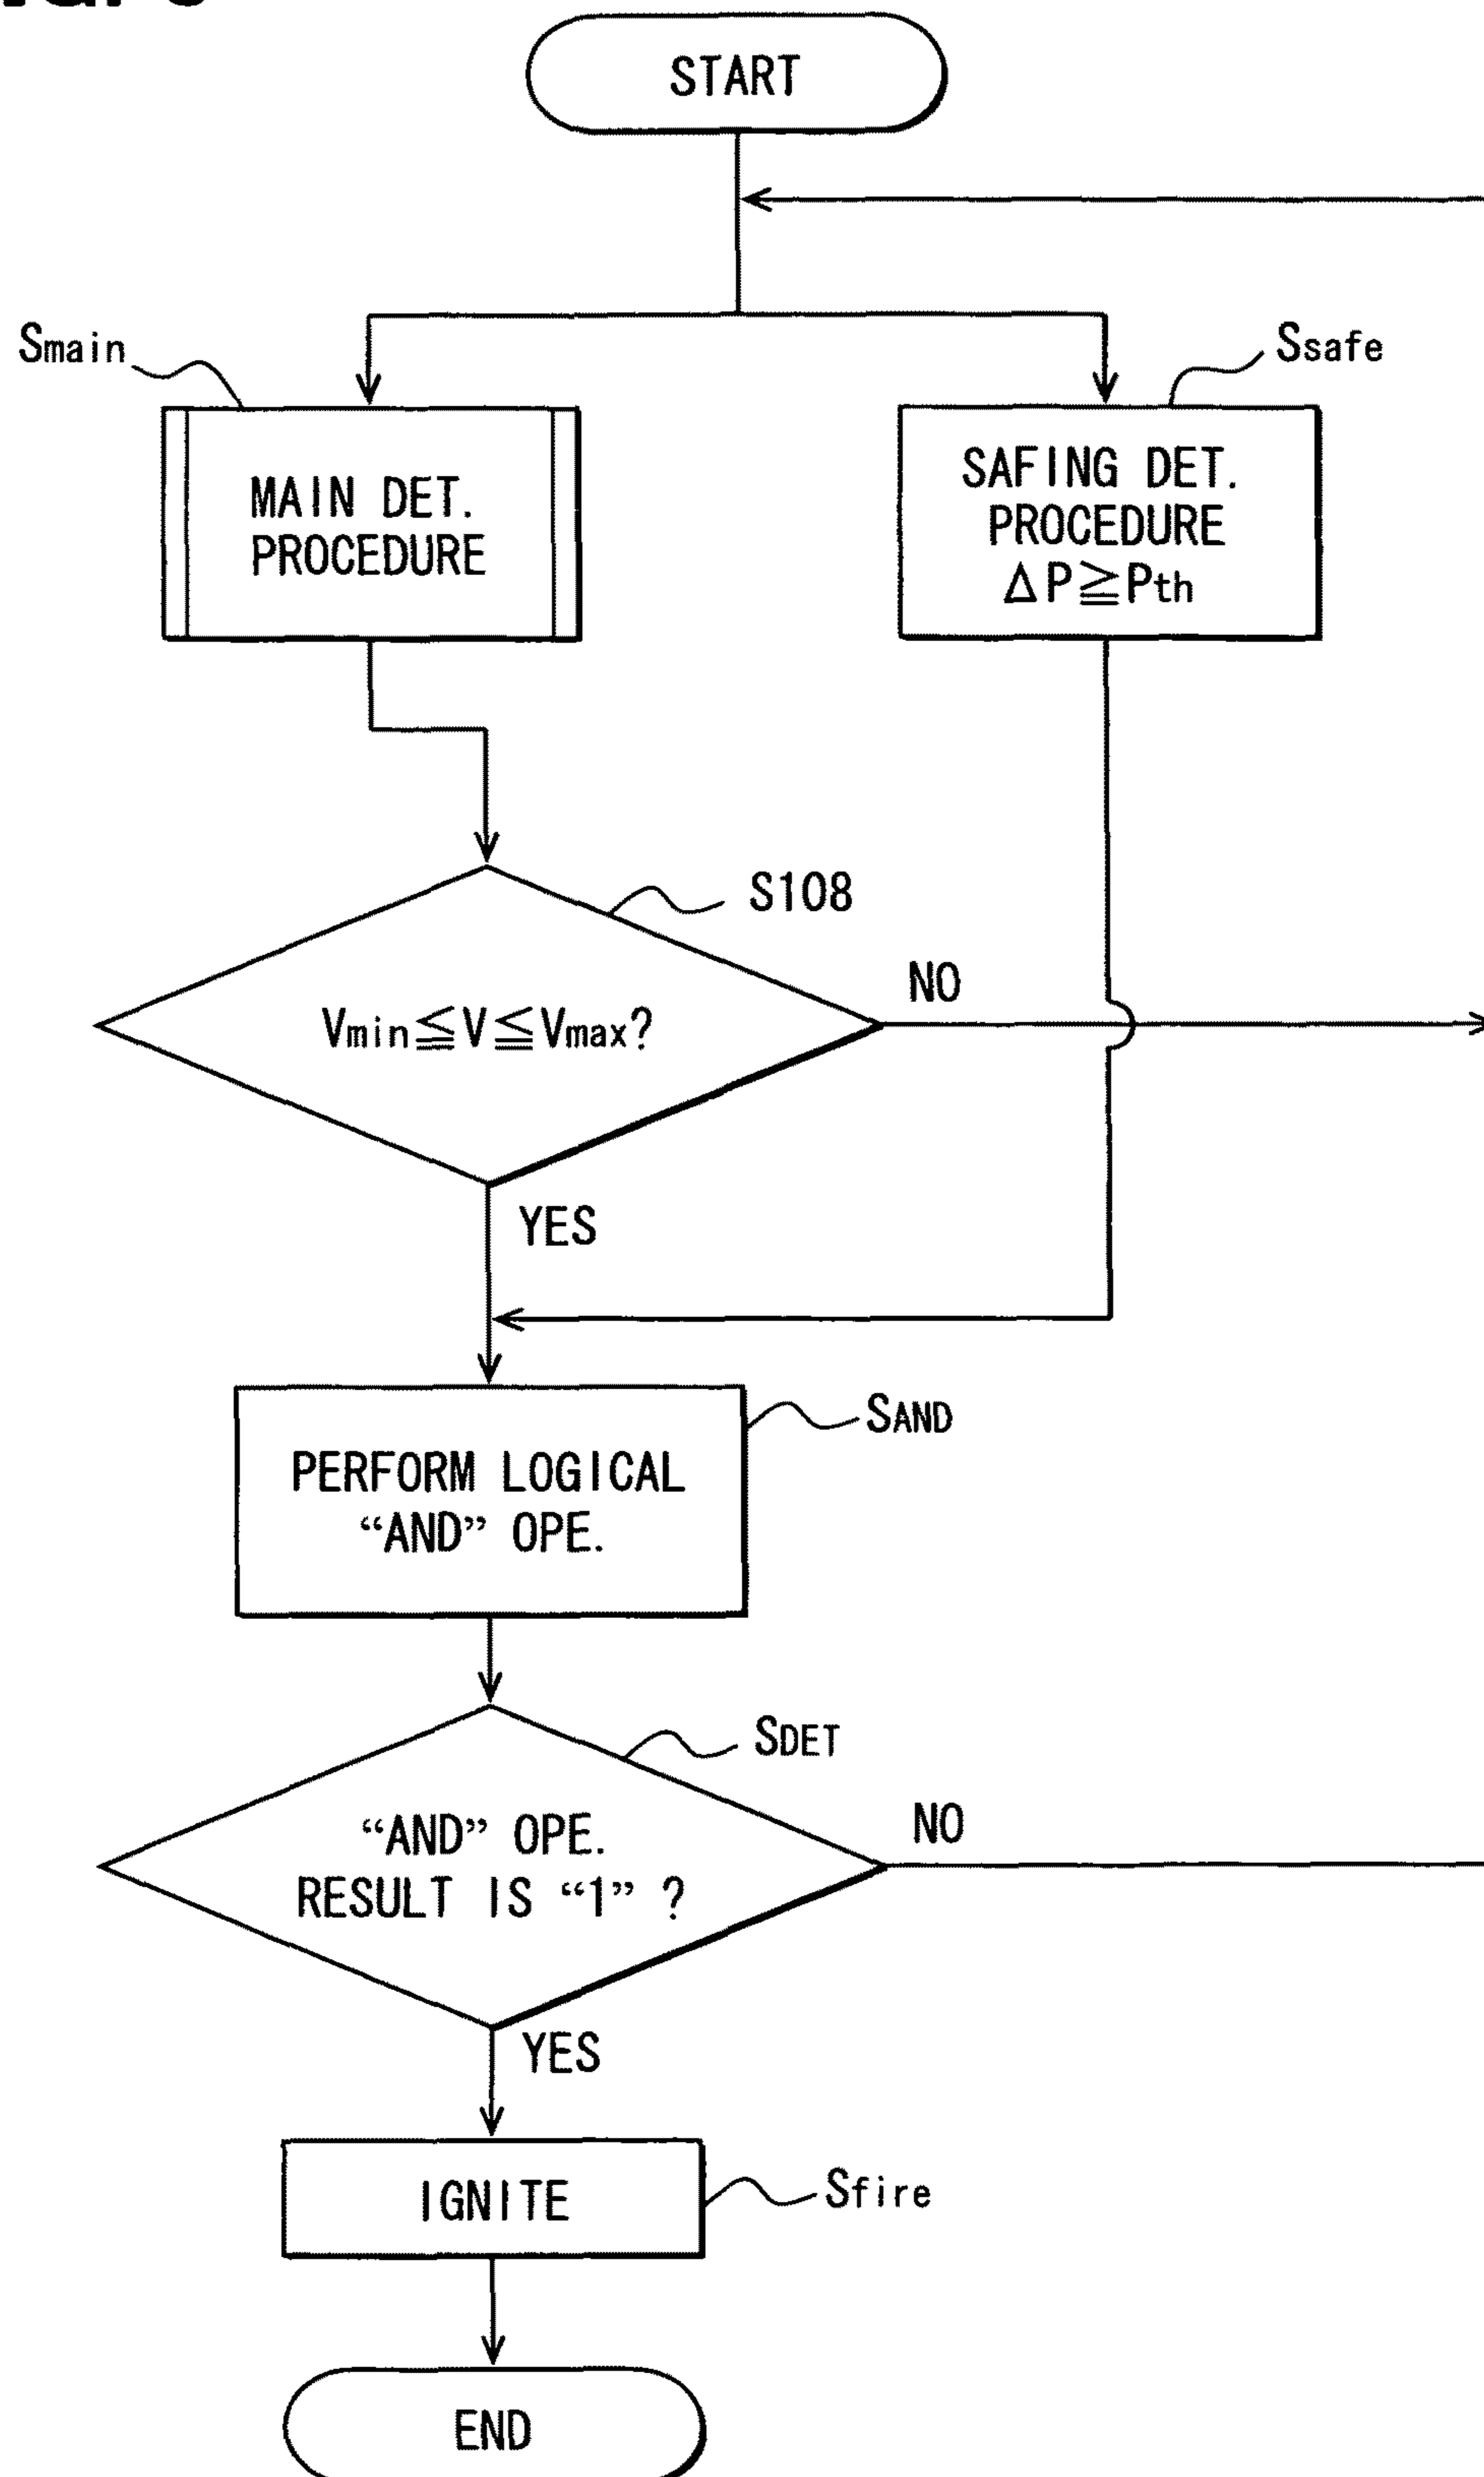 START
Smain
Ssafe
MAIN DET.
PROCEDURE
SAFING DET.
PROCEDURE
ΔP≧Pth
S108
Vmin≦V≦Vmax?
NO
YES
PERFORM LOGICAL
“AND” OPE.
SAND
SDET
“AND” OPE.
RESULT IS “1” ?
NO
YES
IGNITE
Sfire
END